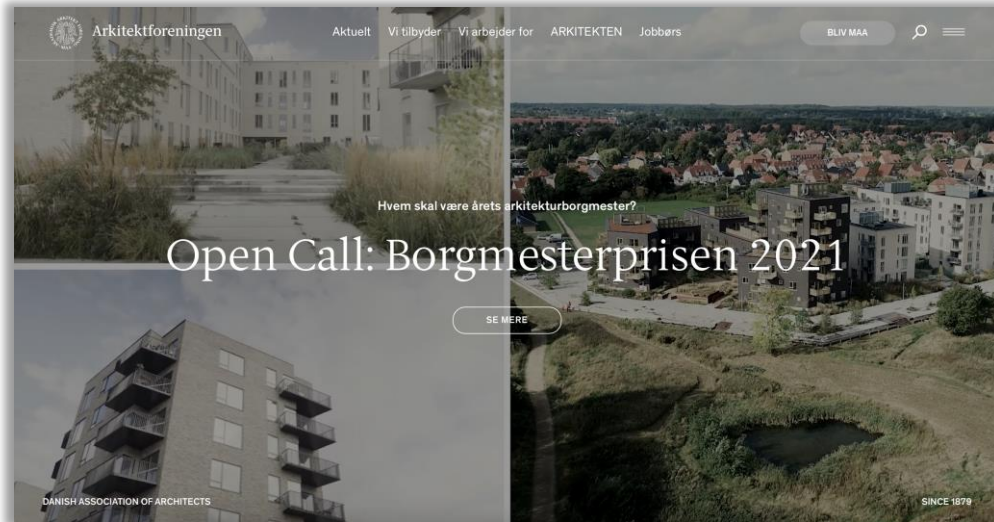 Arkitektforeningen
Aktuelt Vi tilbyder Vi arbejder for ARKITEKTEN Jobbørs
BLIV MAA
Hvem skal være årets arkitekturborgmester?
Open Call: Borgmesterprisen 2021
SE MERE
DANISH ASSOCIATION OF ARCHITECTS
SINCE 1879